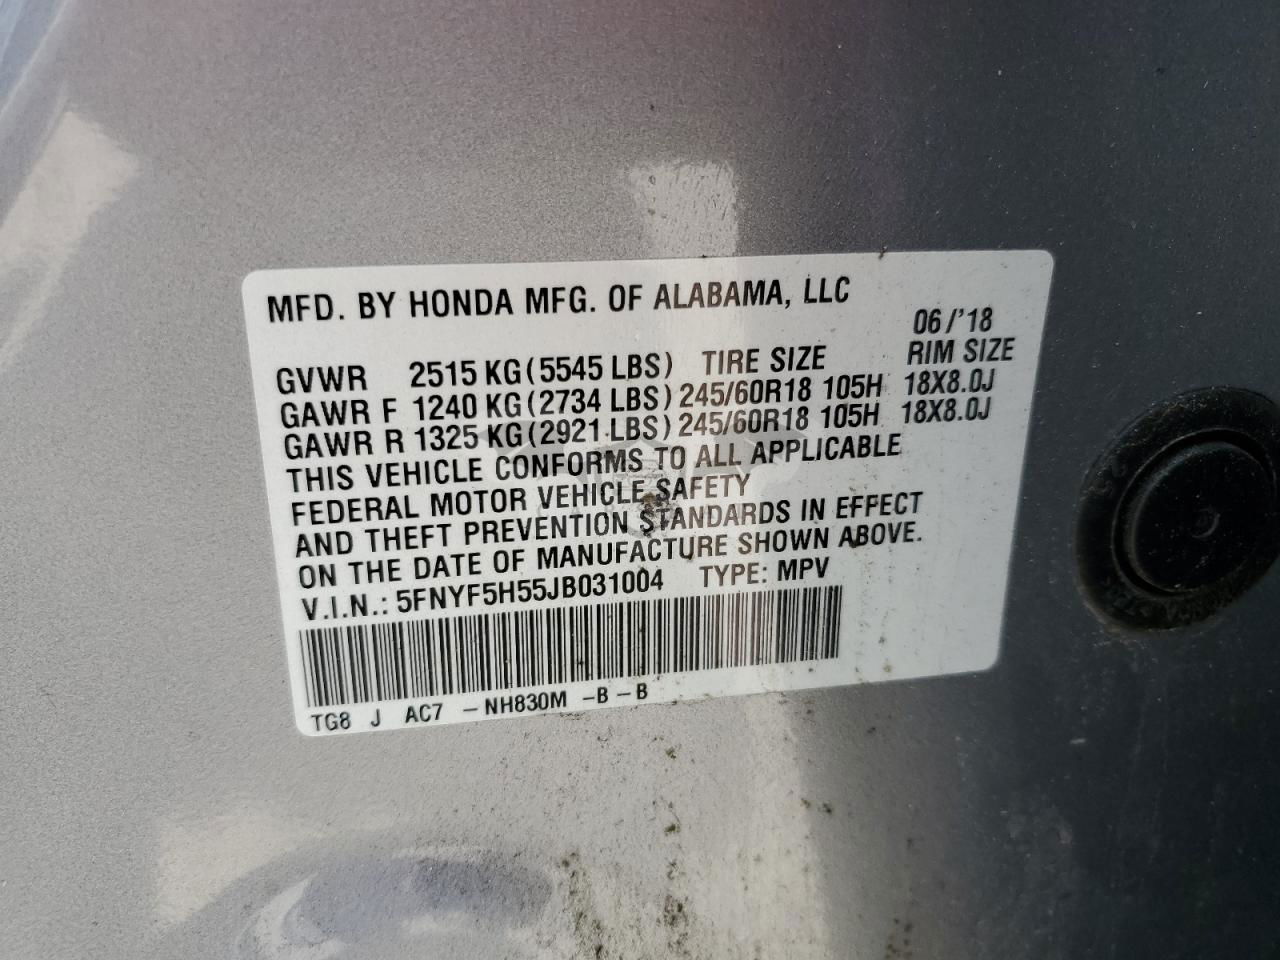 MFD. BY HONDA MFG. OF ALABAMA, LLC
06/'18
GVWR 2515 KG (5545 LBS) TIRE SIZE RIM SIZE
GAWR F 1240 KG (2734 LBS) 245/60R18 105H 18X8.0J
GAWR R 1325 KG (2921 LBS) 245/60R18 105H 18X8.0J
THIS VEHICLE CONFORMS TO ALL APPLICABLE
FEDERAL MOTOR VEHICLE SAFETY
AND THEFT PREVENTION STANDARDS IN EFFECT
ON THE DATE OF MANUFACTURE SHOWN ABOVE.
V.I.N.: 5FNYF5H55JB031004 TYPE: MPV
TG8 J AC7 -NH830M -B-B